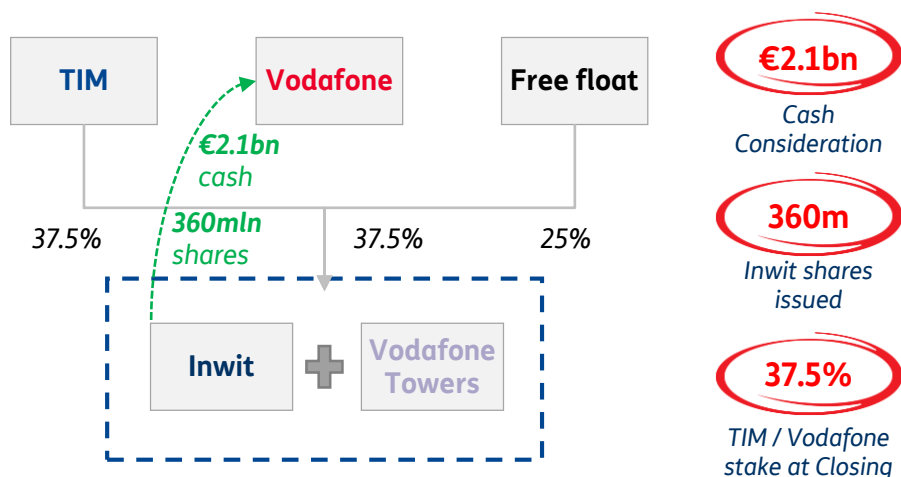 TIM
Vodafone
Free float
€2.1bn
cash
360mln
shares
37.5%
37.5%
25%
Inwit
Vodafone
Towers
€2.1bn
Cash
Consideration
360m
Inwit shares
issued
37.5%
TIM / Vodafone
stake at Closing